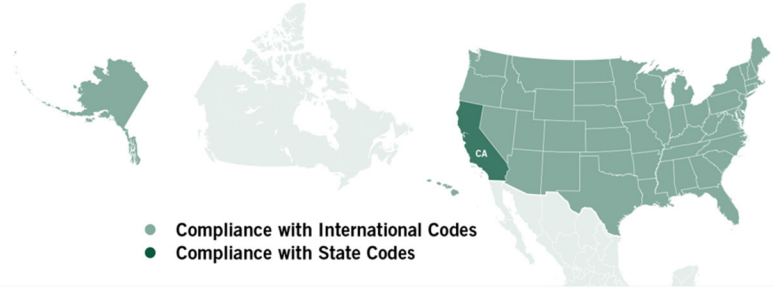 CA
Compliance with International Codes
Compliance with State Codes